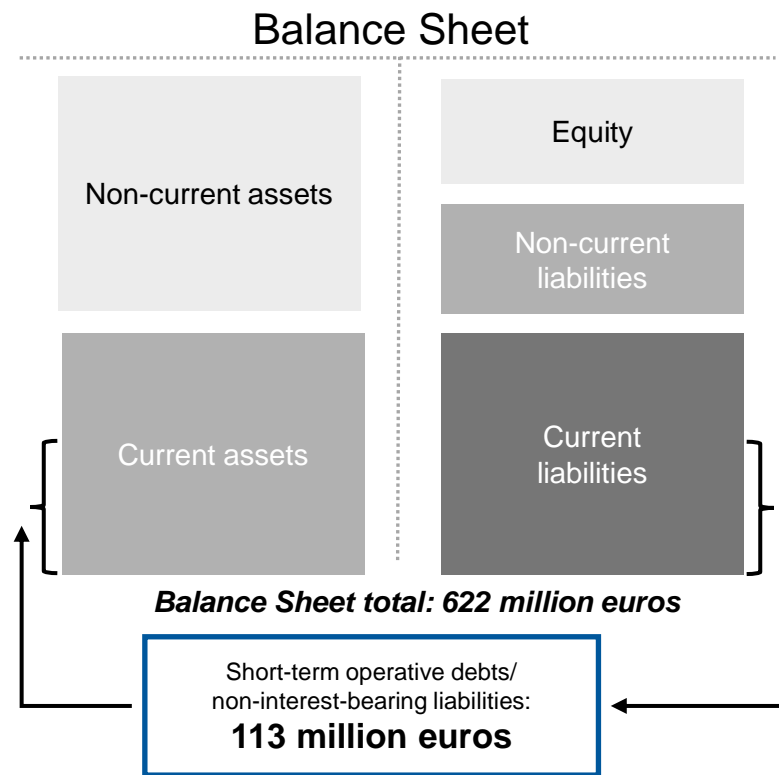 Balance Sheet
Non-current assets
Equity
Non-current
liabilities
Current assets
Current
liabilities
Balance Sheet total: 622 million euros
Short-term operative debts/
non-interest-bearing liabilities:
113 million euros